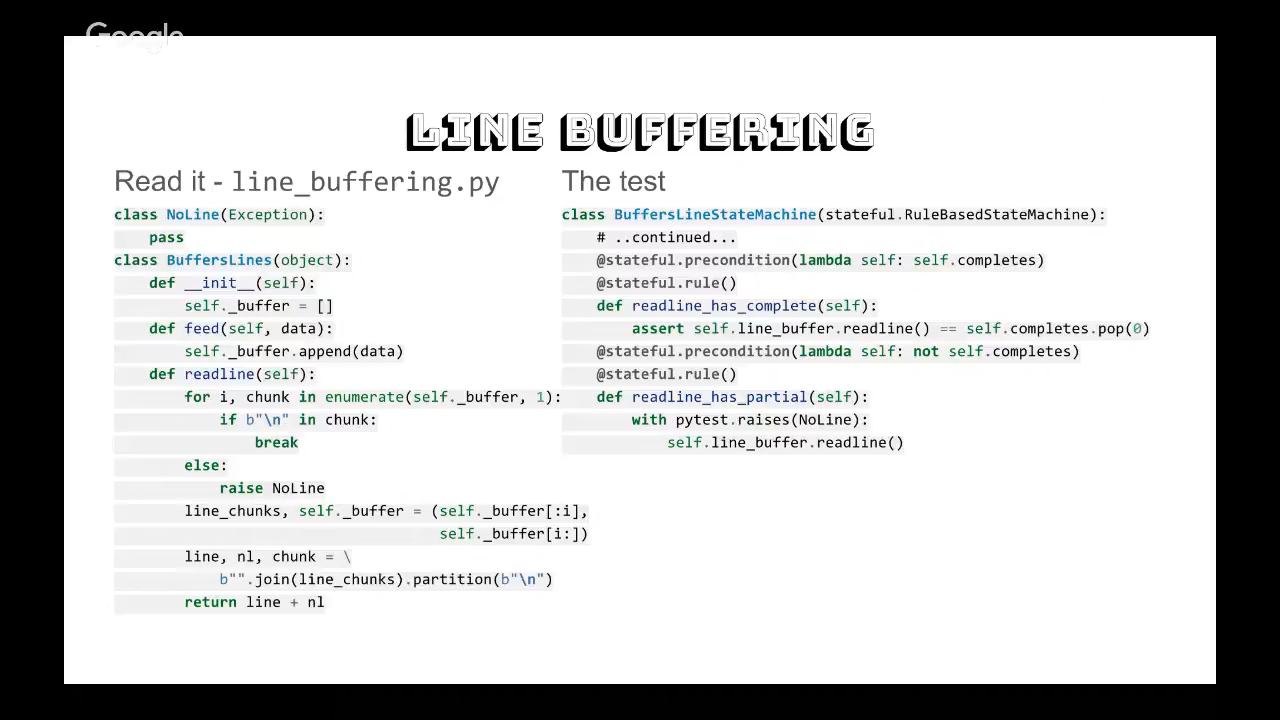 Google
LINE BUFFERING
Read it - line_buffering.py
class NoLine(Exception):
    pass
class BuffersLines(object):
    def __init__(self):
        self._buffer = []
    def feed(self, data):
        self._buffer.append(data)
    def readline(self):
        for i, chunk in enumerate(self._buffer, 1):
            if b"\n" in chunk:
                break
        else:
            raise NoLine
        line_chunks, self._buffer = (self._buffer[:i],
                                     self._buffer[i:])
        line, nl, chunk = \
            b"".join(line_chunks).partition(b"\n")
        return line + nl
The test
class BuffersLineStateMachine(stateful.RuleBasedStateMachine):
    # ..continued...
    @stateful.precondition(lambda self: self.completes)
    @stateful.rule()
    def readline_has_complete(self):
        assert self.line_buffer.readline() == self.completes.pop(0)
    @stateful.precondition(lambda self: not self.completes)
    @stateful.rule()
    def readline_has_partial(self):
        with pytest.raises(NoLine):
            self.line_buffer.readline()